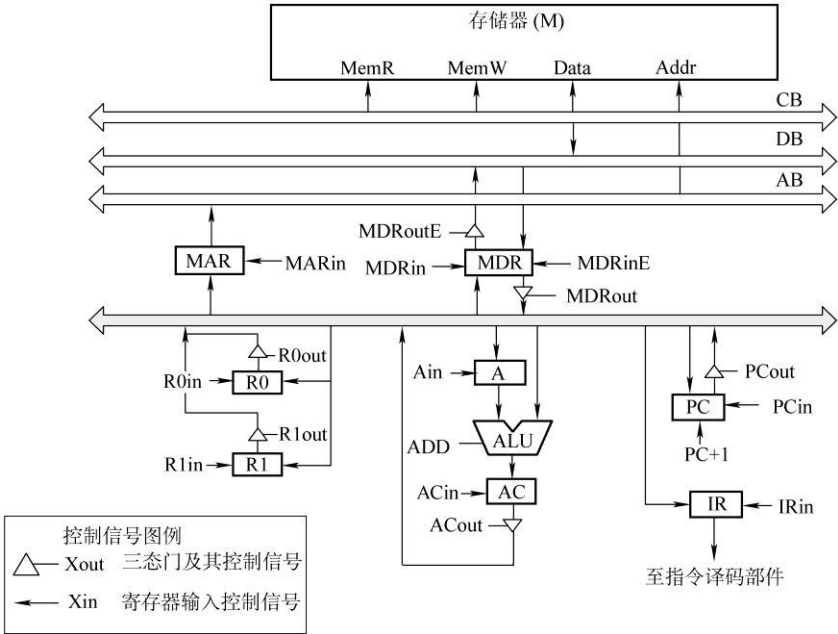 存储器 (M)
MemR MemW Data Addr
CB
DB
AB
MDRoutE
MAR MARin MDRin MDR MDRinE
MDRout
R0out
R0in R0
Ain A
PCout
PC PCin
R1out
ADD ALU
PC+1
R1in R1
ACin AC
IR IRin
ACout
控制信号图例
Xout 三态门及其控制信号
Xin 寄存器输入控制信号
至指令译码部件